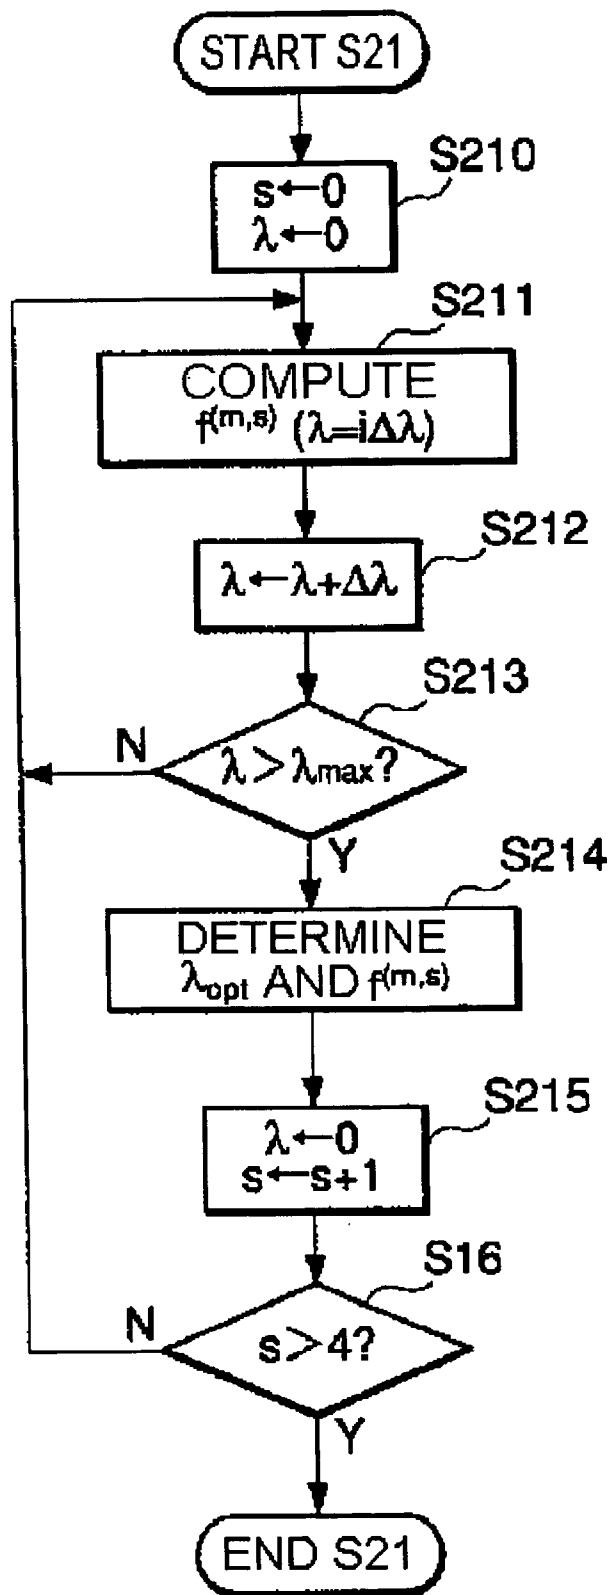 START S21
S210
s←0
λ←0
S211
COMPUTE
f(m,s) (λ=iΔλ)
S212
λ←λ+Δλ
S213
N
λ>λmax?
Y
S214
DETERMINE
λopt AND f(m,s)
S215
λ←0
s←s+1
S16
N
s>4?
Y
END S21